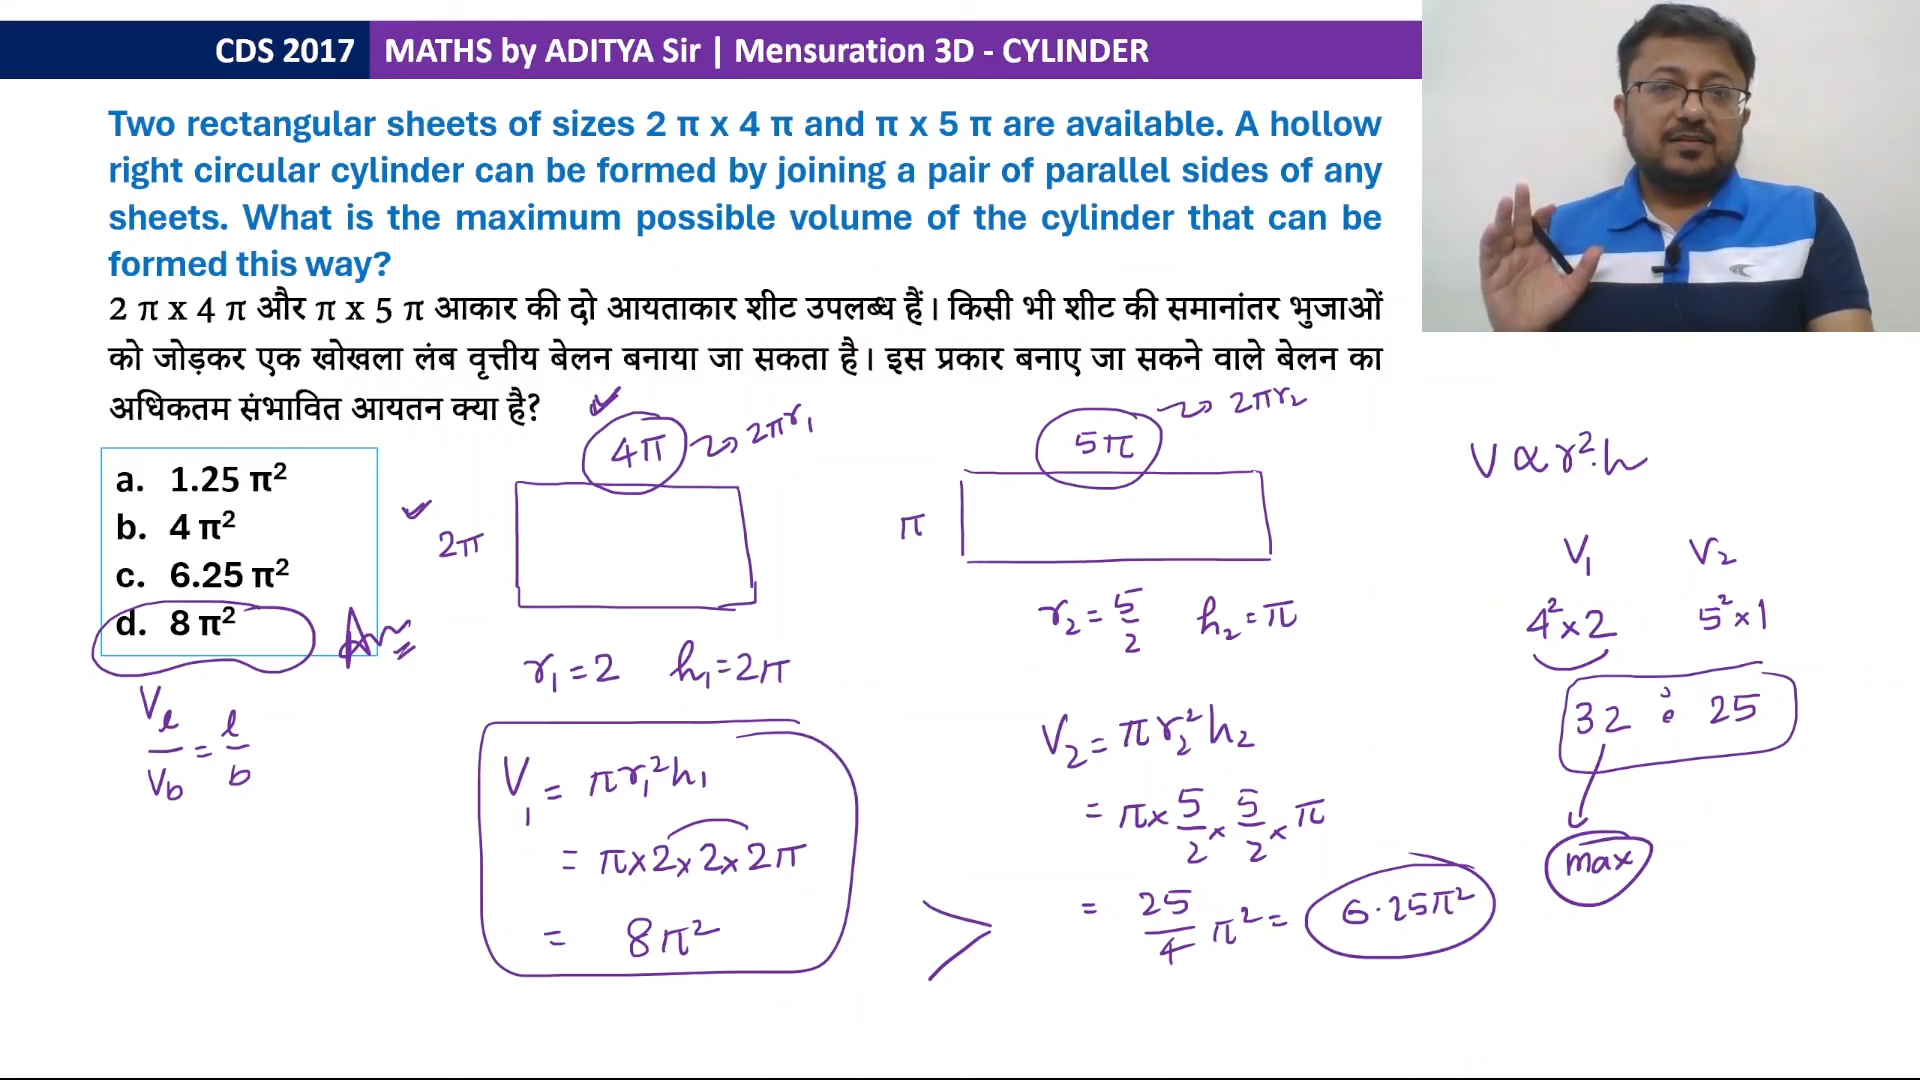 CDS 2017 MATHS by ADITYA Sir | Mensuration 3D - CYLINDER
Two rectangular sheets of sizes 2 π x 4 π and π x 5 π are available. A hollow
right circular cylinder can be formed by joining a pair of parallel sides of any
sheets. What is the maximum possible volume of the cylinder that can be
formed this way?
2 π x 4 π और π x 5 π आकार की दो आयताकार शीट उपलब्ध हैं। किसी भी शीट की समानांतर भुजाओं
को जोड़कर एक खोखला लंब वृत्तीय बेलन बनाया जा सकता है। इस प्रकार बनाए जा सकने वाले बेलन का
अधिकतम संभावित आयतन क्या है?
a. 1.25 π²
b. 4 π²
c. 6.25 π²
d. 8 π²
Ans
V_l/V_b = l/b
4π 2πr₁
2π
r₁=2 h₁=2π
V₁ = πr₁²h₁
= π×2×2×2π
= 8π²
>
5π 2πr₂
π
r₂=5/2 h₂=π
V₂=πr₂²h₂
= π×5/2×5/2×π
= 25/4 π²= 6.25π²
V∝r².h
V₁ V₂
4²×2 5²×1
32 : 25
max